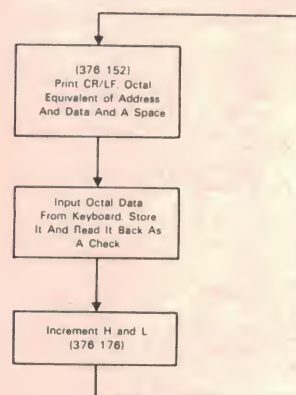 (376 152)
Print CR/LF, Octal
Equivalent of Address
And Data And A Space
Input Octal Data
From Keyboard. Store
It And Read It Back As
A Check
Increment H and L
(376 176)